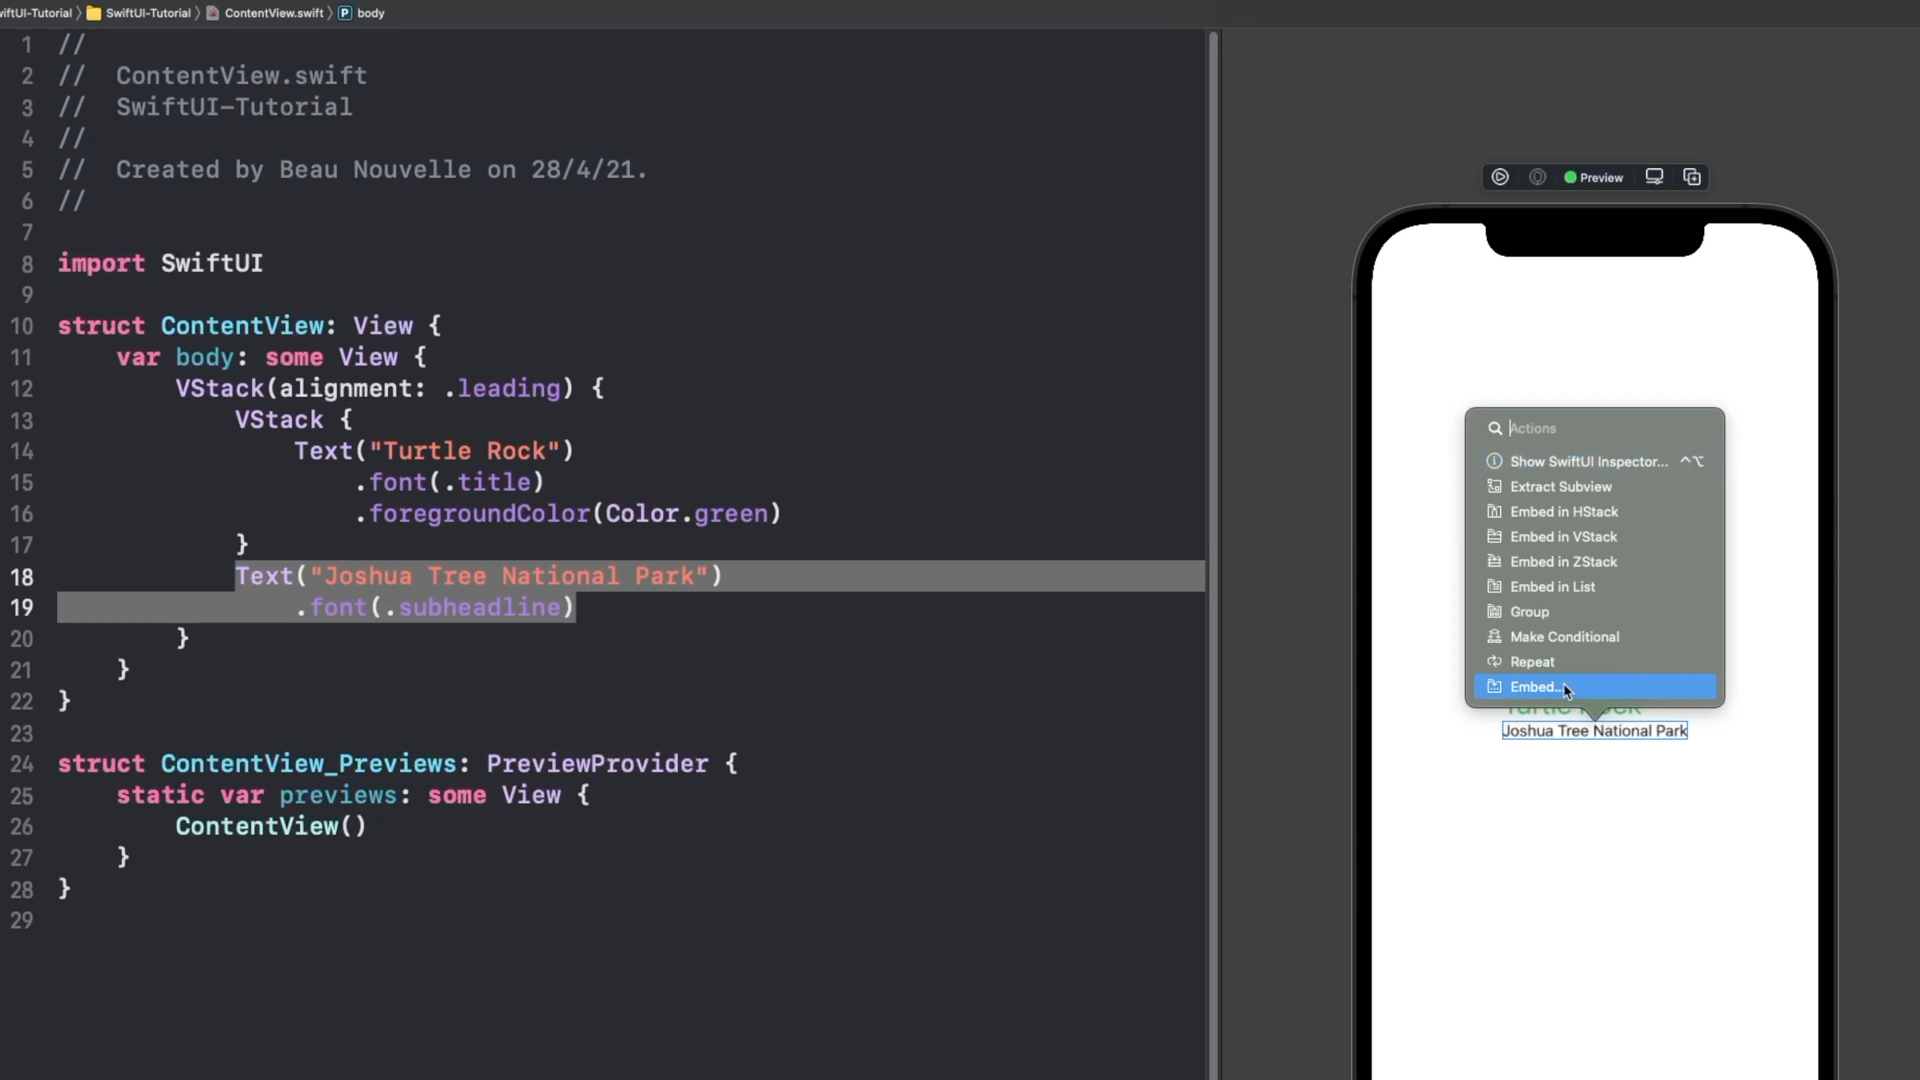 wiftUI-Tutorial 〉 SwiftUI-Tutorial 〉 ContentView.swift 〉 P body
1 //
2 //  ContentView.swift
3 //  SwiftUI-Tutorial
4 //
5 //  Created by Beau Nouvelle on 28/4/21.
6 //
7
8 import SwiftUI
9
10 struct ContentView: View {
11     var body: some View {
12         VStack(alignment: .leading) {
13             VStack {
14                 Text("Turtle Rock")
15                     .font(.title)
16                     .foregroundColor(Color.green)
17             }
18             Text("Joshua Tree National Park")
19                 .font(.subheadline)
20         }
21     }
22 }
23
24 struct ContentView_Previews: PreviewProvider {
25     static var previews: some View {
26         ContentView()
27     }
28 }
29
Preview
Actions
Show SwiftUI Inspector... ^⌥
Extract Subview
Embed in HStack
Embed in VStack
Embed in ZStack
Embed in List
Group
Make Conditional
Repeat
Embed...
Turtle Rock
Joshua Tree National Park